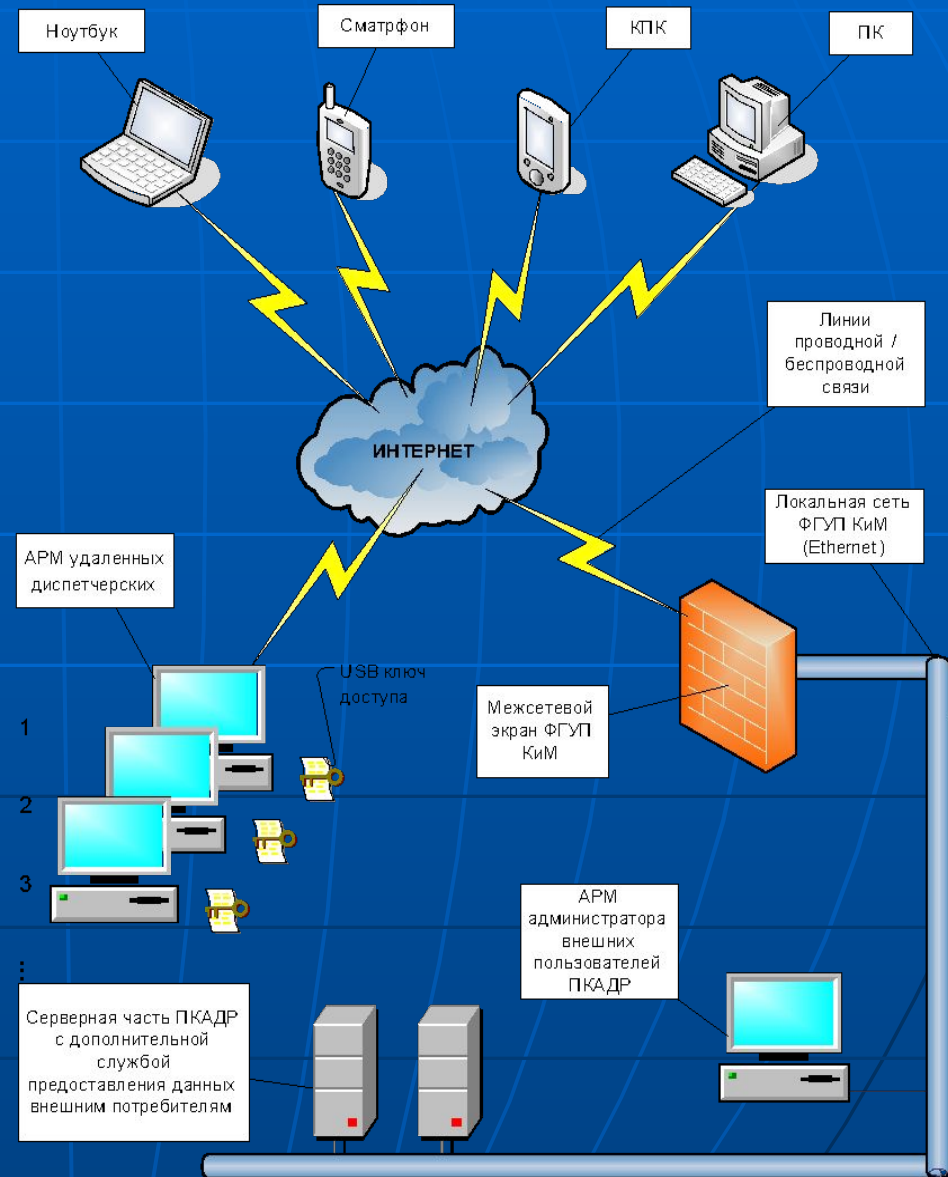 Ноутбук
Сматрфон
КПК
ПК
Линии
проводной /
беспроводной
связи
ИНТЕРНЕТ
Локальная сеть
ФГУП КиМ
(Ethernet)
АРМ удаленных
диспетчерских
USB ключ
доступа
Межсетевой
экран ФГУП
КиМ
1
2
3
...
АРМ
администратора
внешних
пользователей
ПКАДР
Серверная часть ПКАДР
с дополнительной
службой
предоставления данных
внешним потребителям